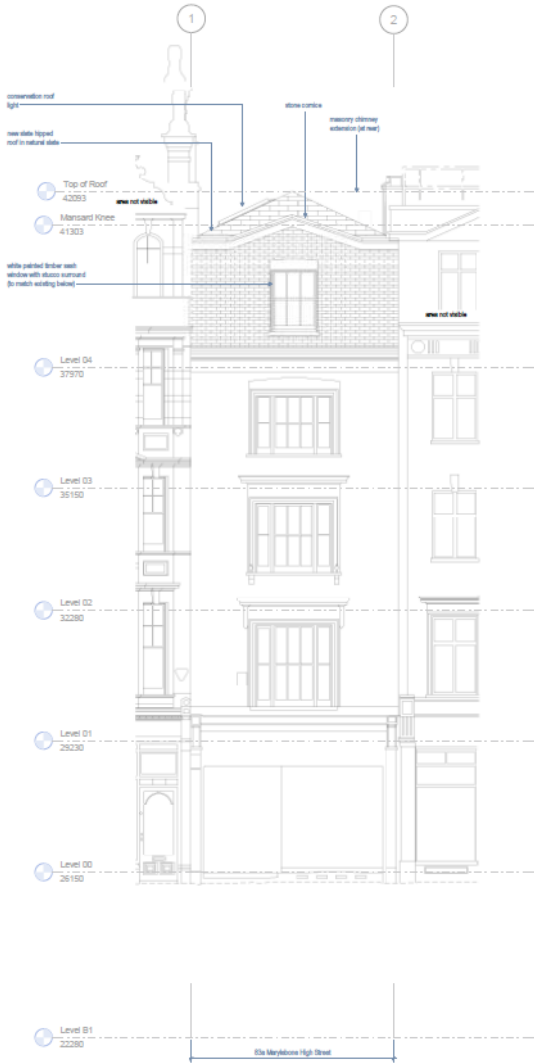 1
2
conservation roof
light
stone cornice
masonry chimney
extension (at rear)
new slate hipped
roof in natural slate
Top of Roof
42093
area not visible
Mansard Knee
41303
white painted timber sash
window with stucco surround
(to match existing below)
area not visible
Level 04
37970
Level 03
35150
Level 02
32280
Level 01
29230
Level 00
26150
Level B1
22280
83a Marylebone High Street